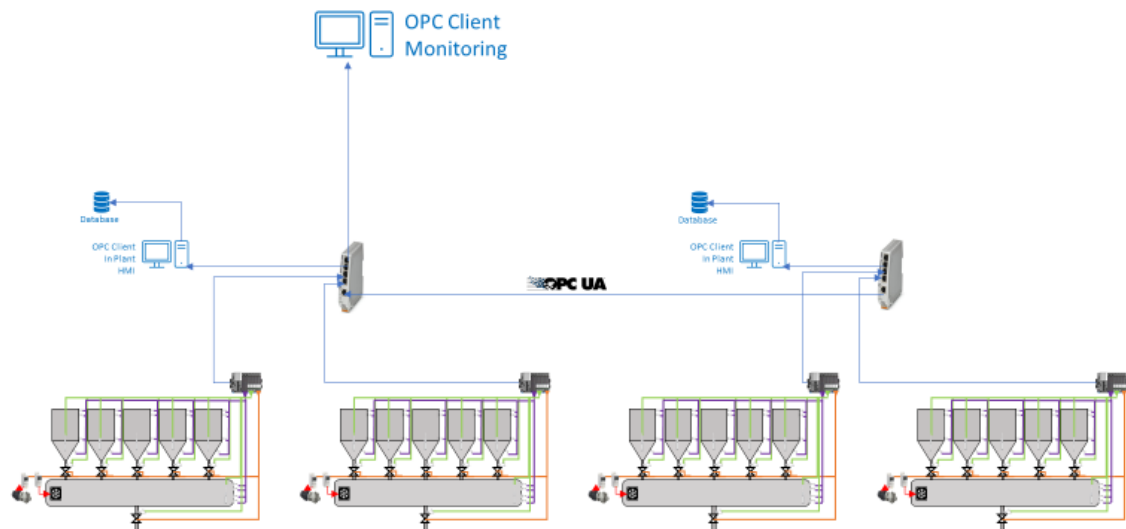 OPC Client
Monitoring
Database
OPC Client
in Plant
HMI
OPC UA
Database
OPC Client
in Plant
HMI